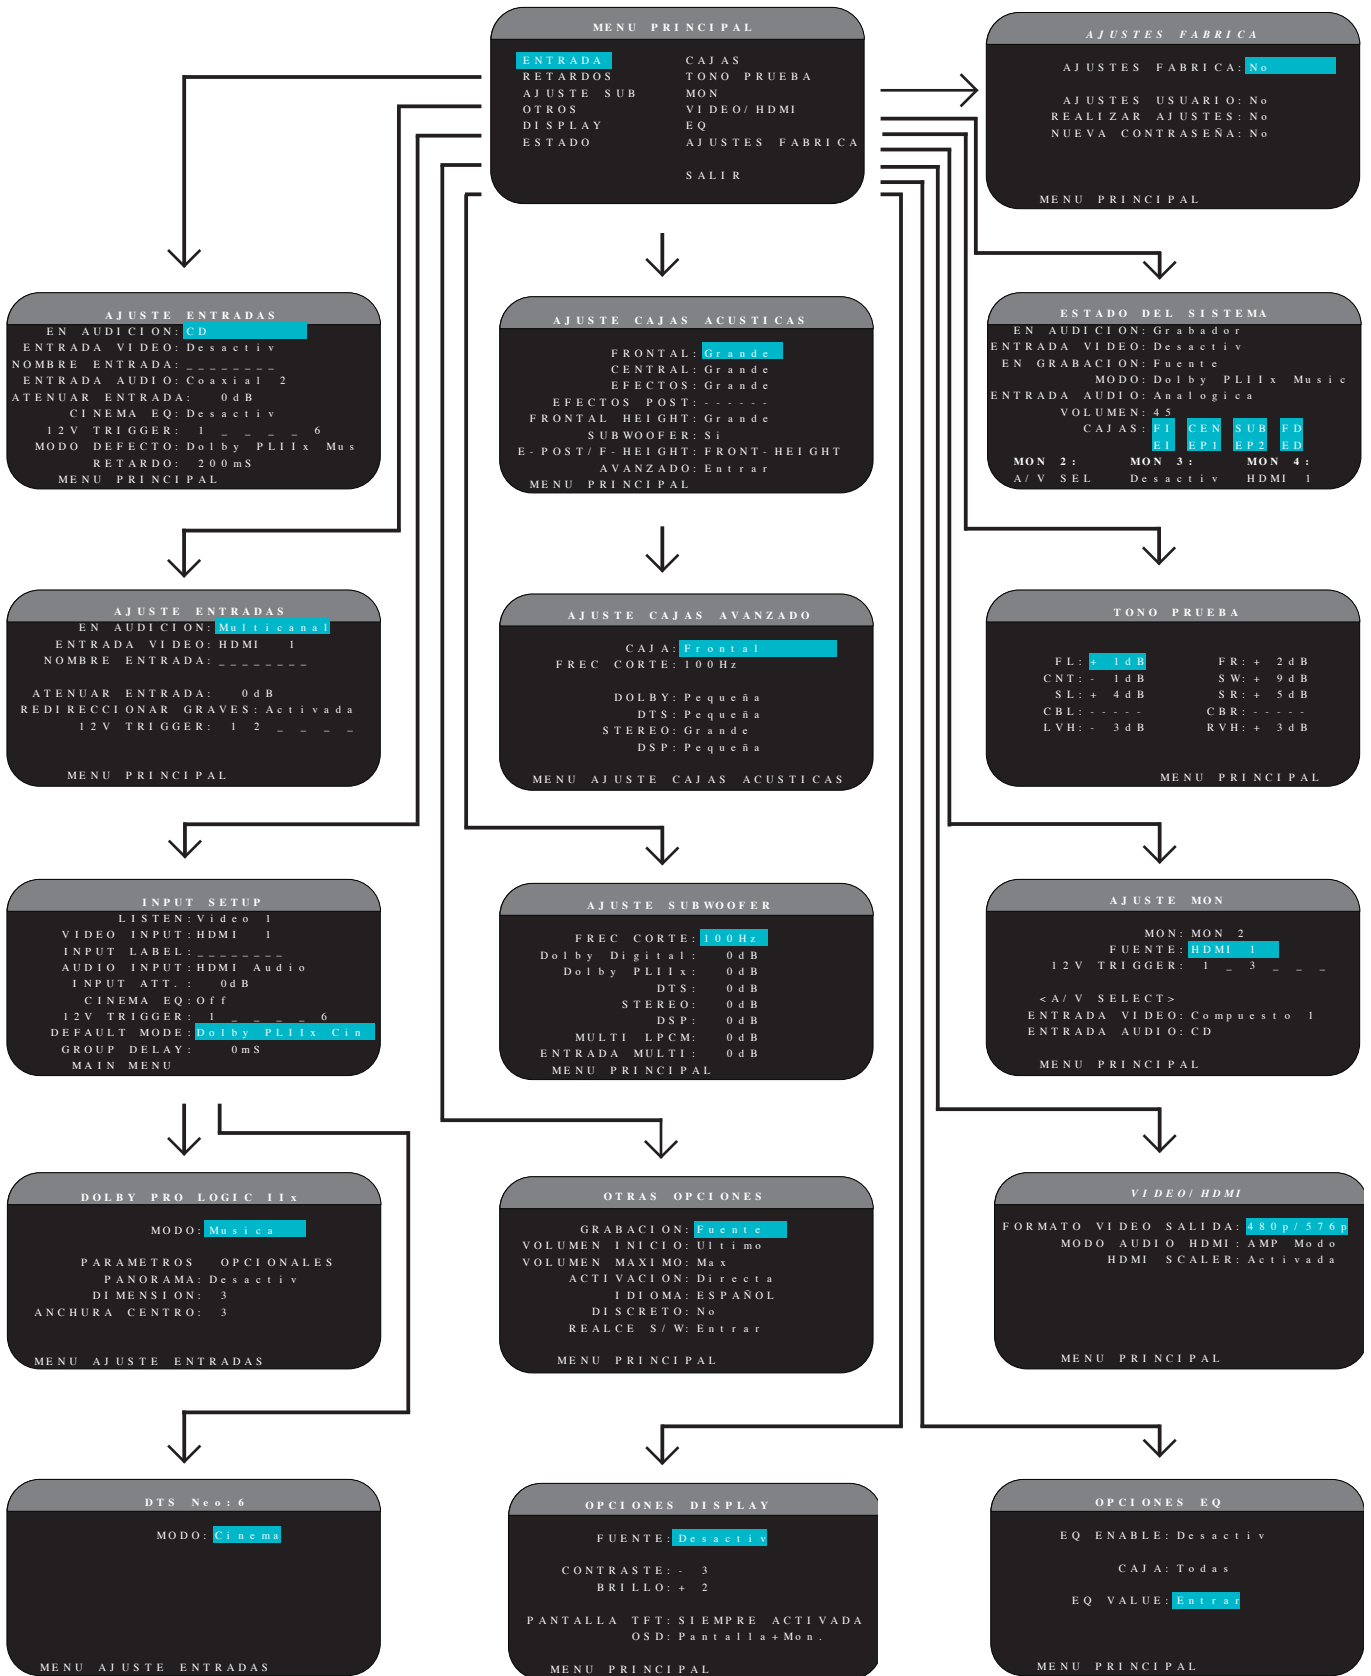 MENU PRINCIPAL
ENTRADA CAJAS
RETARDOS TONO PRUEBA
AJUSTE SUB MON
OTROS VIDEO/HDMI
DISPLAY EQ
ESTADO AJUSTES FABRICA
SALIR
AJUSTES FABRICA
AJUSTES FABRICA: No
AJUSTES USUARIO: No
REALIZAR AJUSTES: No
NUEVA CONTRASEÑA: No
MENU PRINCIPAL
AJUSTE ENTRADAS
EN AUDICION: CD
ENTRADA VIDEO: Desactiv
NOMBRE ENTRADA: _ _ _ _ _ _ _ _
ENTRADA AUDIO: Coaxial 2
ATENUAR ENTRADA: 0dB
CINEMA EQ: Desactiv
12V TRIGGER: 1 _ _ _ _ 6
MODO DEFECTO: Dolby PLIIx Mus
RETARDO: 200mS
MENU PRINCIPAL
AJUSTE CAJAS ACUSTICAS
FRONTAL: Grande
CENTRAL: Grande
EFECTOS: Grande
EFECTOS POST: ------
FRONTAL HEIGHT: Grande
SUBWOOFER: Si
E-POST/F-HEIGHT: FRONT-HEIGHT
AVANZADO: Entrar
MENU PRINCIPAL
ESTADO DEL SISTEMA
EN AUDICION: Grabador
ENTRADA VIDEO: Desactiv
EN GRABACION: Fuente
MODO: Dolby PLIIx Music
ENTRADA AUDIO: Analogica
VOLUMEN: 45
CAJAS: FI CEN SUB FD
EI EP1 EP2 ED
MON 2: MON 3: MON 4:
A/V SEL Desactiv HDMI 1
AJUSTE ENTRADAS
EN AUDICION: Multicanal
ENTRADA VIDEO: HDMI 1
NOMBRE ENTRADA: _ _ _ _ _ _ _ _
ATENUAR ENTRADA: 0dB
REDIRECCIONAR GRAVES: Activada
12V TRIGGER: 1 2 _ _ _ _
MENU PRINCIPAL
AJUSTE CAJAS AVANZADO
CAJA: Frontal
FREC CORTE: 100Hz
DOLBY: Pequeña
DTS: Pequeña
STEREO: Grande
DSP: Pequeña
MENU AJUSTE CAJAS ACUSTICAS
TONO PRUEBA
FL: + 1dB FR: + 2dB
CNT: - 1dB SW: + 9dB
SL: + 4dB SR: + 5dB
CBL: ----- CBR: -----
LVH: - 3dB RVH: + 3dB
MENU PRINCIPAL
INPUT SETUP
LISTEN: Video 1
VIDEO INPUT: HDMI 1
INPUT LABEL: _ _ _ _ _ _ _ _
AUDIO INPUT: HDMI Audio
INPUT ATT.: 0dB
CINEMA EQ: Off
12V TRIGGER: 1 _ _ _ _ 6
DEFAULT MODE: Dolby PLIIx Cin
GROUP DELAY: 0mS
MAIN MENU
AJUSTE SUBWOOFER
FREC CORTE: 100Hz
Dolby Digital: 0dB
Dolby PLIIx: 0dB
DTS: 0dB
STEREO: 0dB
DSP: 0dB
MULTI LPCM: 0dB
ENTRADA MULTI: 0dB
MENU PRINCIPAL
AJUSTE MON
MON: MON 2
FUENTE: HDMI 1
12V TRIGGER: 1 _ 3 _ _ _
<A/V SELECT>
ENTRADA VIDEO: Compuesto 1
ENTRADA AUDIO: CD
MENU PRINCIPAL
DOLBY PRO LOGIC IIx
MODO: Musica
PARAMETROS OPCIONALES
PANORAMA: Desactiv
DIMENSION: 3
ANCHURA CENTRO: 3
MENU AJUSTE ENTRADAS
OTRAS OPCIONES
GRABACION: Fuente
VOLUMEN INICIO: Ultimo
VOLUMEN MAXIMO: Max
ACTIVACION: Directa
IDIOMA: ESPAÑOL
DISCRETO: No
REALCE S/W: Entrar
MENU PRINCIPAL
VIDEO/HDMI
FORMATO VIDEO SALIDA: 480p/576p
MODO AUDIO HDMI: AMP Modo
HDMI SCALER: Activada
MENU PRINCIPAL
DTS Neo:6
MODO: Cinema
MENU AJUSTE ENTRADAS
OPCIONES DISPLAY
FUENTE: Desactiv
CONTRASTE: - 3
BRILLO: + 2
PANTALLA TFT: SIEMPRE ACTIVADA
OSD: Pantalla+Mon.
MENU PRINCIPAL
OPCIONES EQ
EQ ENABLE: Desactiv
CAJA: Todas
EQ VALUE: Entrar
MENU PRINCIPAL